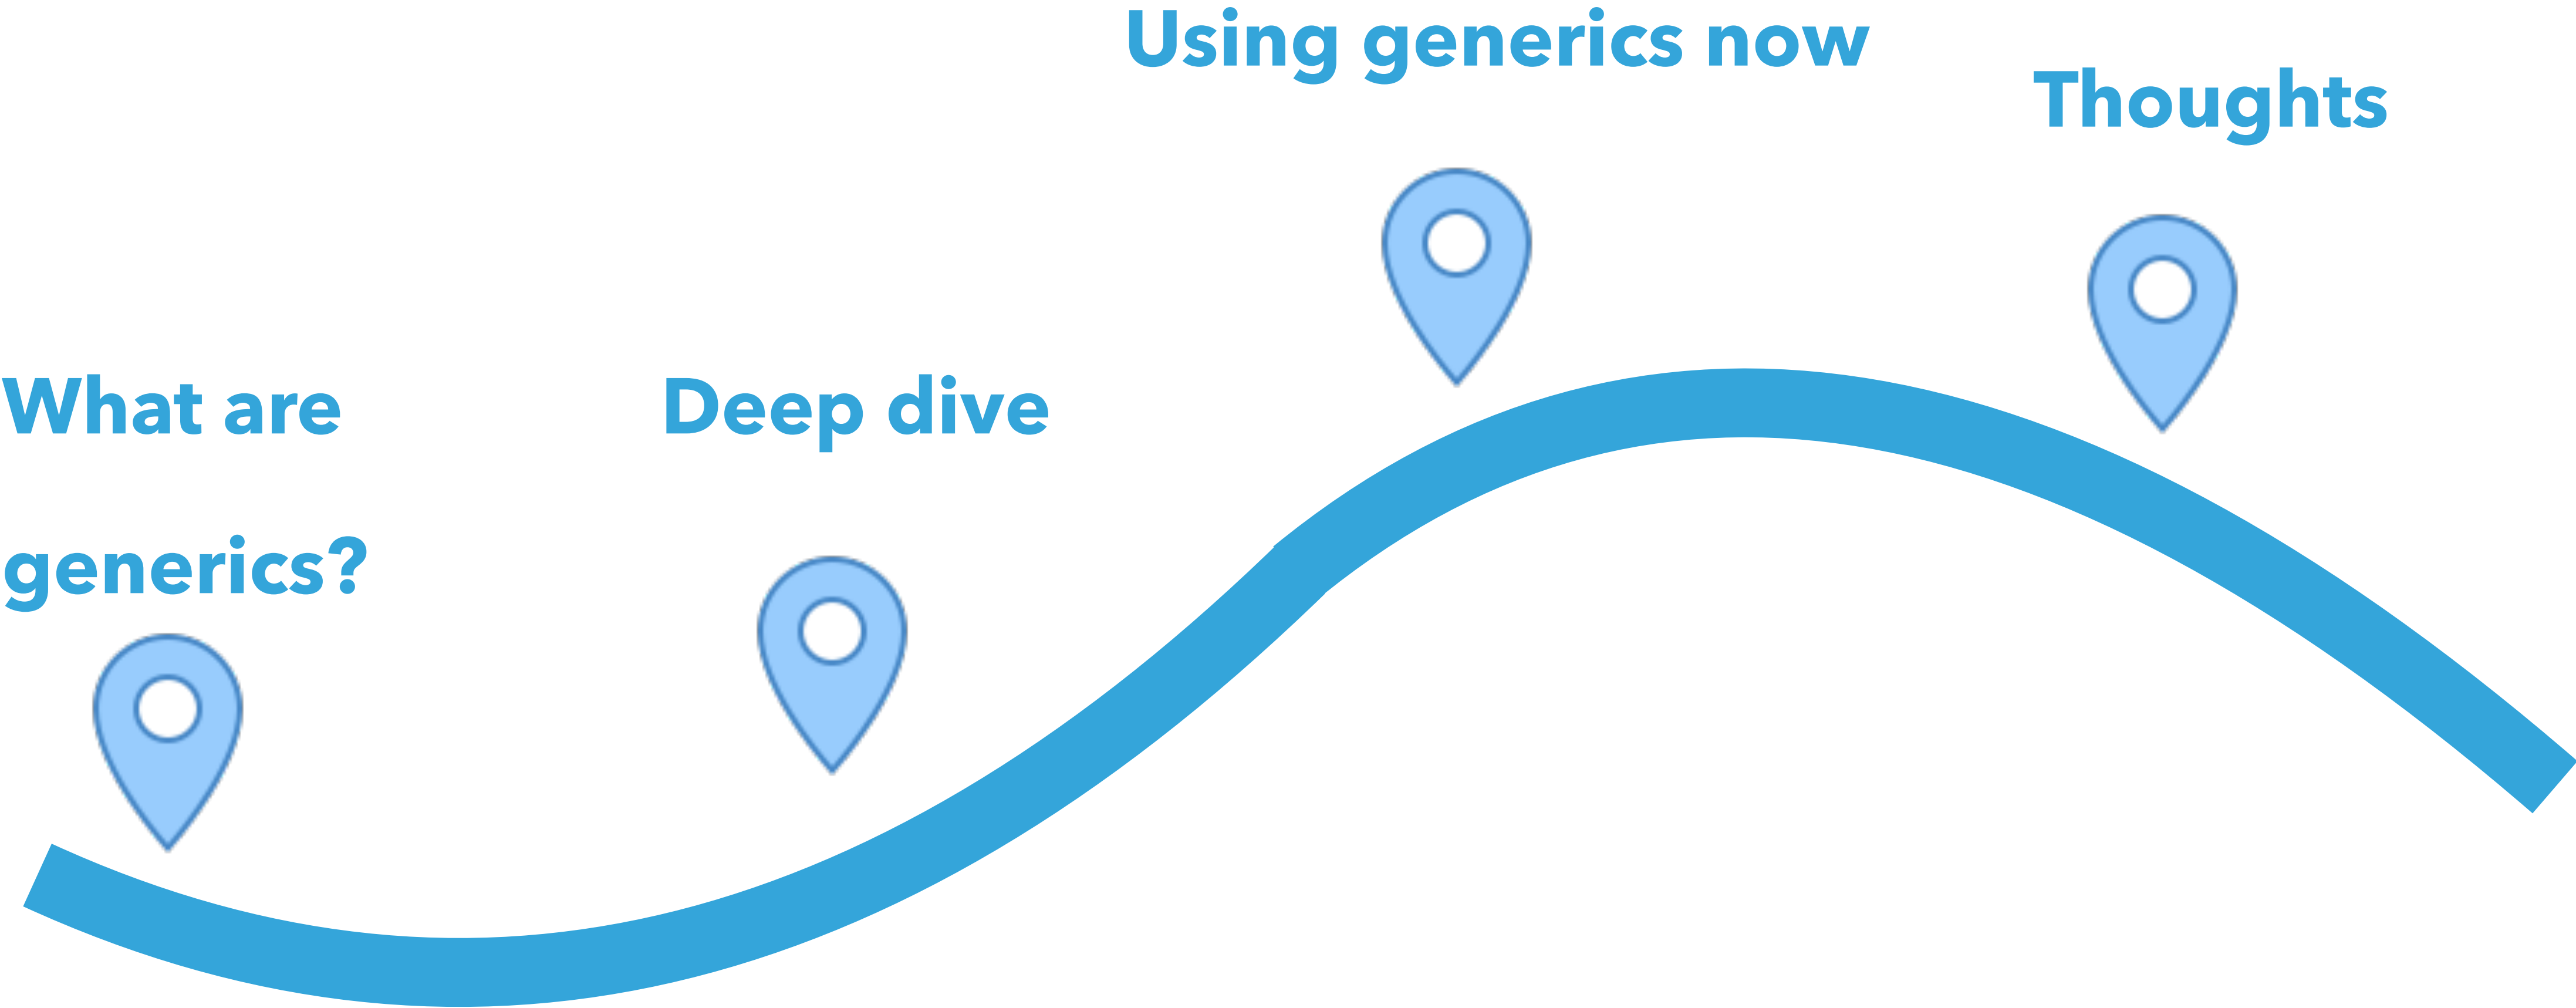 What are
generics?
Deep dive
Using generics now
Thoughts